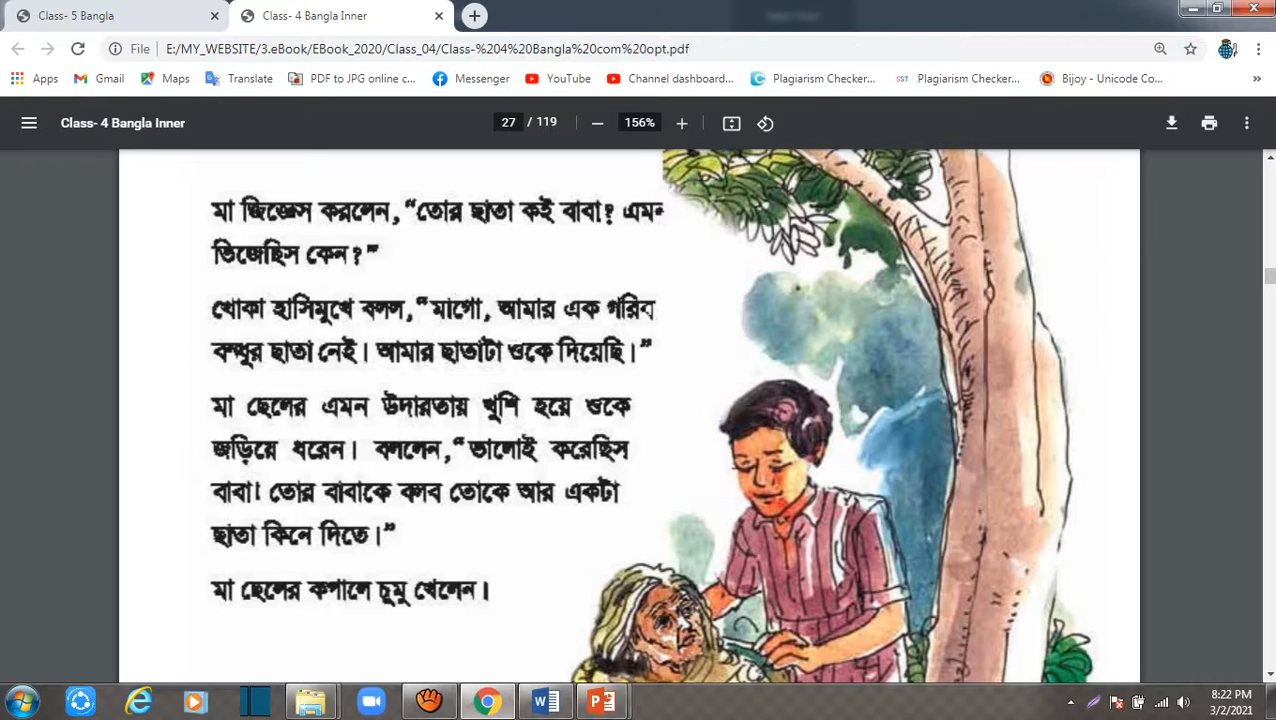 Class- 5 Bangla
Class- 4 Bangla Inner
File E:/MY_WEBSITE/3.eBook/EBook_2020/Class_04/Class-%204%20Bangla%20com%20opt.pdf
Apps Gmail Maps Translate PDF to JPG online c... Messenger YouTube Channel dashboard... Plagiarism Checker... SST Plagiarism Checker... Bijoy - Unicode Co... »
Class- 4 Bangla Inner 27 / 119 156%
মা জিজ্ঞেস করলেন, “তোর ছাতা কই বাবা? এমন
ভিজেছিস কেন?”
খোকা হাসিমুখে বলল, “মাগো, আমার এক গরিব
বন্ধুর ছাতা নেই। আমার ছাতাটা ওকে দিয়েছি।”
মা ছেলের এমন উদারতায় খুশি হয়ে ওকে
জড়িয়ে ধরেন। বললেন, “ভালোই করেছিস
বাবা! তোর বাবাকে বলব তোকে আর একটা
ছাতা কিনে দিতে।”
মা ছেলের কপালে চুমু খেলেন।
8:22 PM
3/2/2021